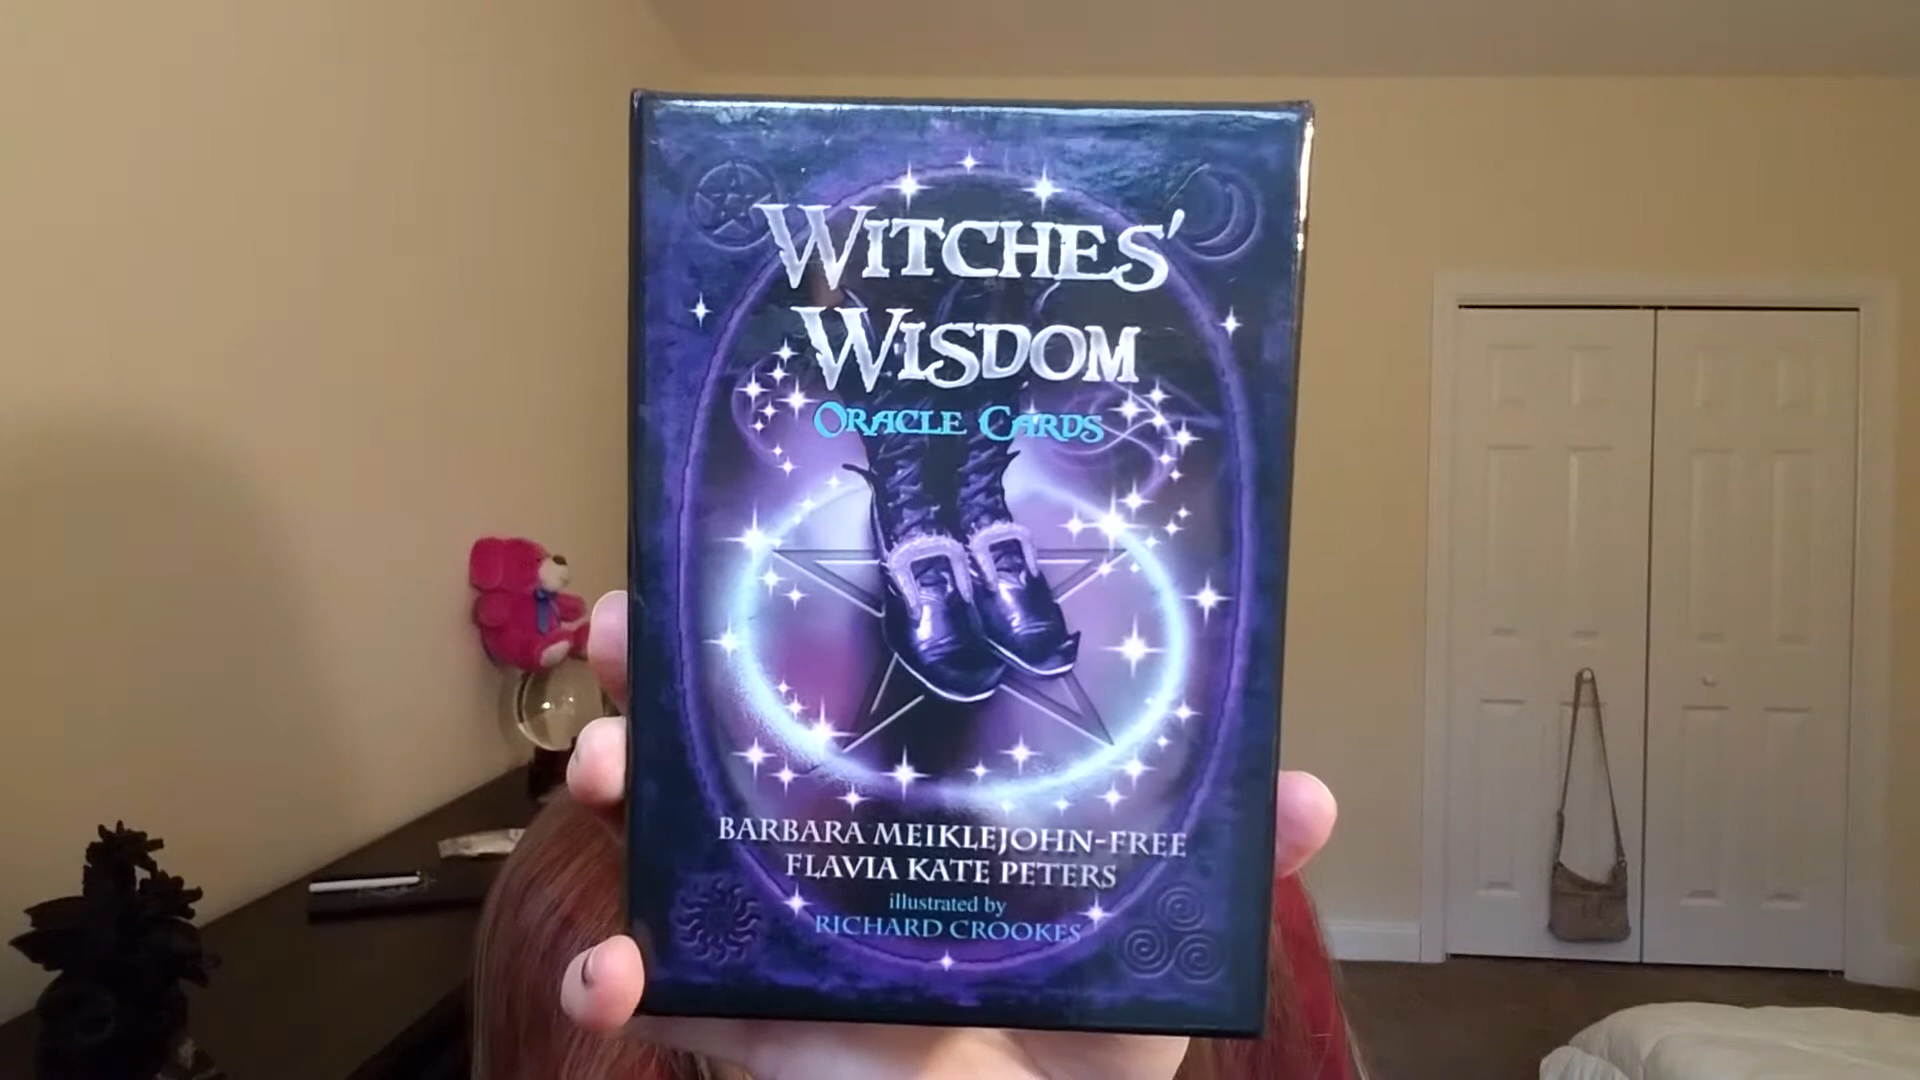 WITCHES'
WISDOM
ORACLE CARDS
BARBARA MEIKLEJOHN-FREE
FLAVIA KATE PETERS
illustrated by
RICHARD CROOKES